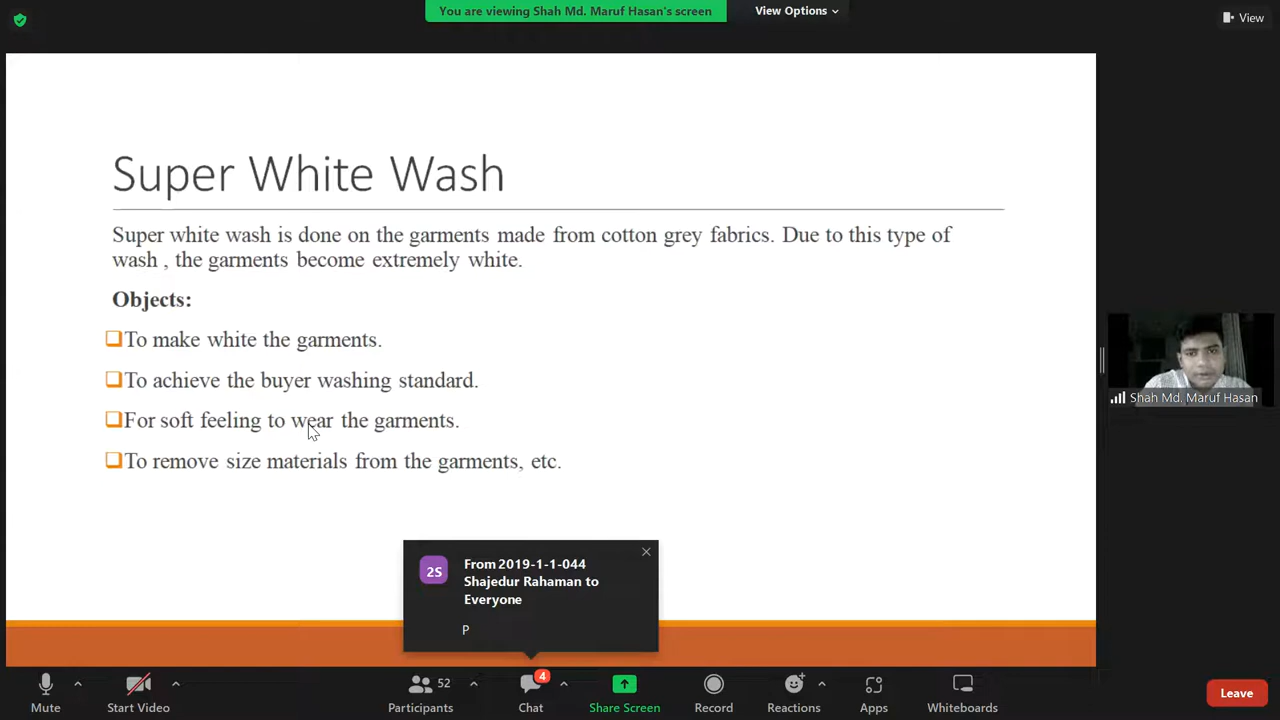 You are viewing Shah Md. Maruf Hasan's screen
View Options
View
Super White Wash
Super white wash is done on the garments made from cotton grey fabrics. Due to this type of
wash , the garments become extremely white.
Objects:
To make white the garments.
To achieve the buyer washing standard.
For soft feeling to wear the garments.
To remove size materials from the garments, etc.
Shah Md. Maruf Hasan
2S
From 2019-1-1-044
Shajedur Rahaman to
Everyone
P
Mute
Start Video
52
Participants
4
Chat
Share Screen
Record
Reactions
Apps
Whiteboards
Leave